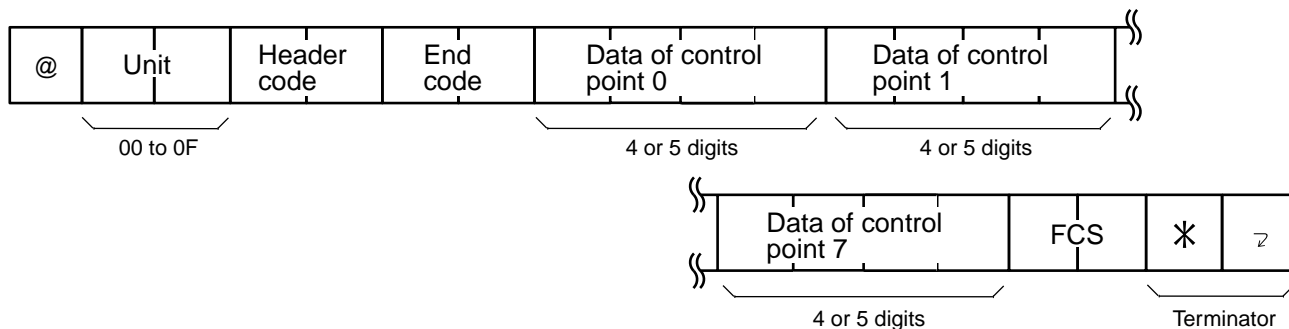 @ Unit Header code End code Data of control point 0 Data of control point 1
00 to 0F 4 or 5 digits 4 or 5 digits
Data of control point 7 FCS *
4 or 5 digits Terminator